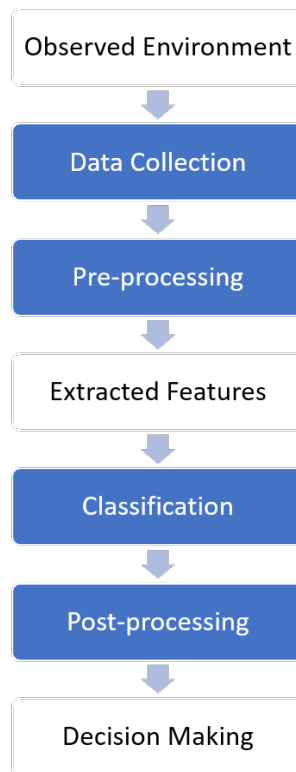 Observed Environment
Data Collection
Pre-processing
Extracted Features
Classification
Post-processing
Decision Making